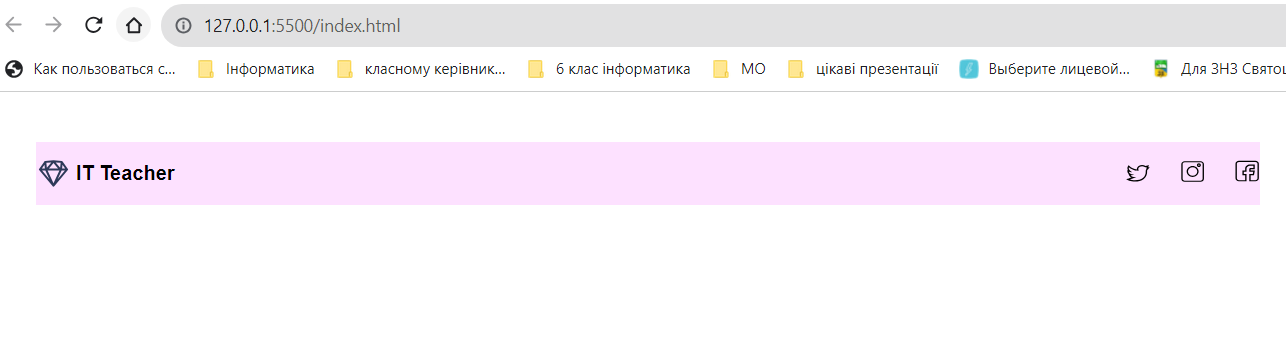 127.0.0.1:5500/index.html
Как пользоваться с... Інформатика класному керівник... 6 клас інформатика МО цікаві презентації Выберите лицевой... Для ЗНЗ Святош
IT Teacher